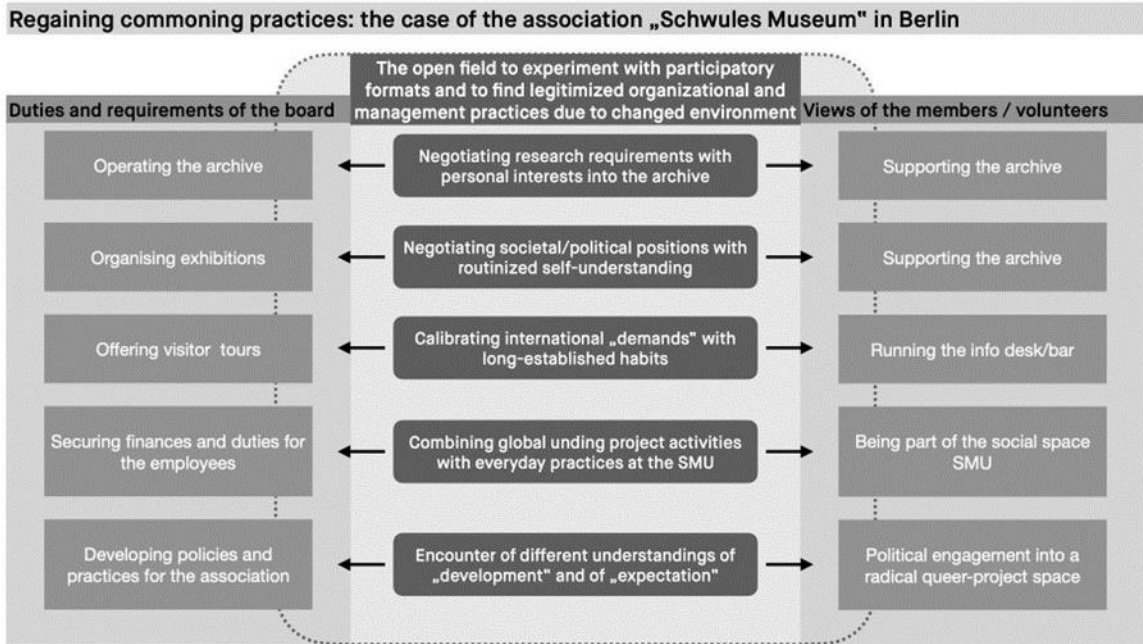 Regaining commoning practices: the case of the association „Schwules Museum" in Berlin
The open field to experiment with participatory
formats and to find legitimized organizational and
management practices due to changed environment
Duties and requirements of the board
Views of the members / volunteers
Operating the archive
Negotiating research requirements with
personal interests into the archive
Supporting the archive
Organising exhibitions
Negotiating societal/political positions with
routinized self-understanding
Supporting the archive
Offering visitor tours
Calibrating international „demands" with
long-established habits
Running the info desk/bar
Securing finances and duties for
the employees
Combining global unding project activities
with everyday practices at the SMU
Being part of the social space
SMU
Developing policies and
practices for the association
Encounter of different understandings of
„development" and of „expectation"
Political engagement into a
radical queer-project space